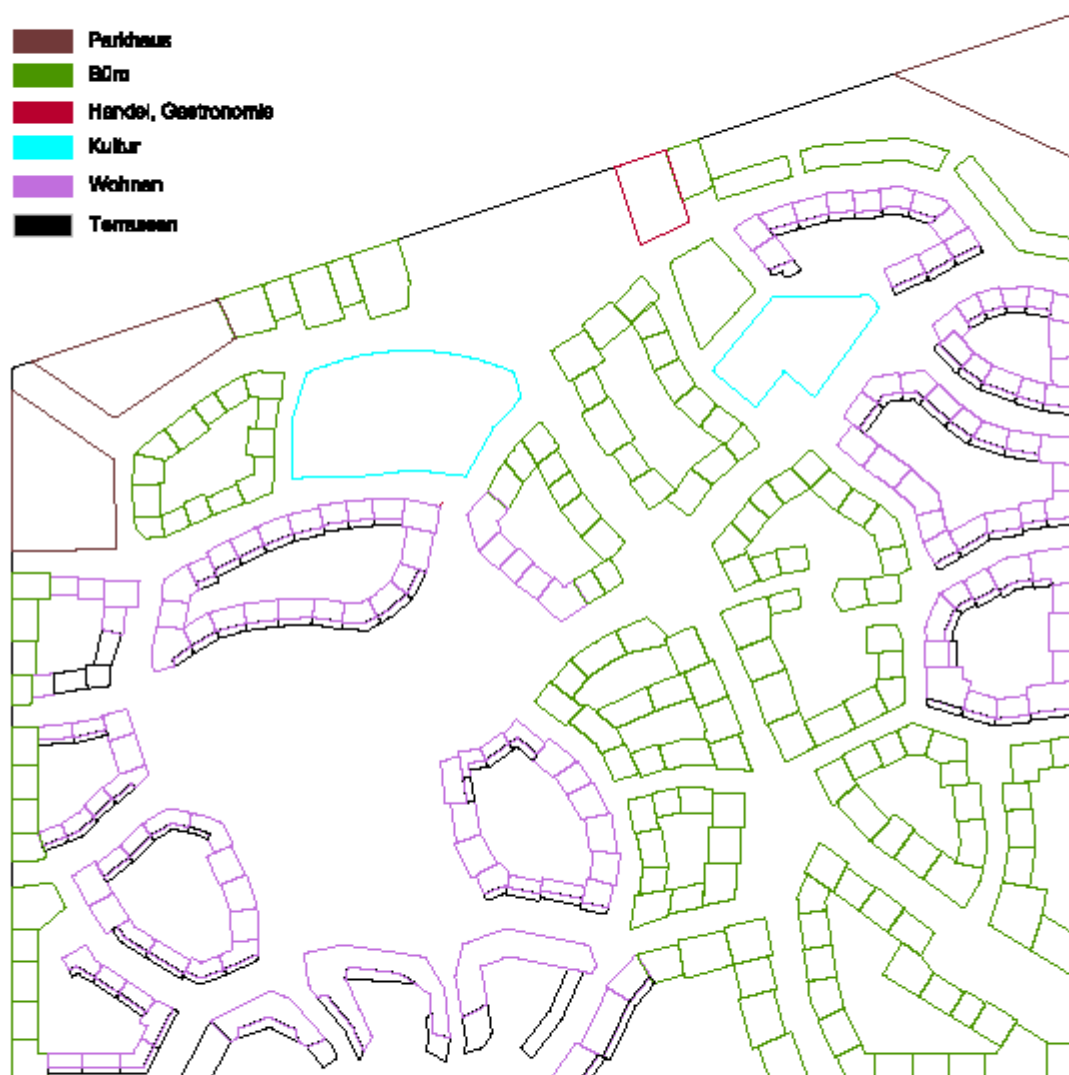 Parkhaus
Büro
Handel, Gastronomie
Kultur
Wohnen
Terrassen